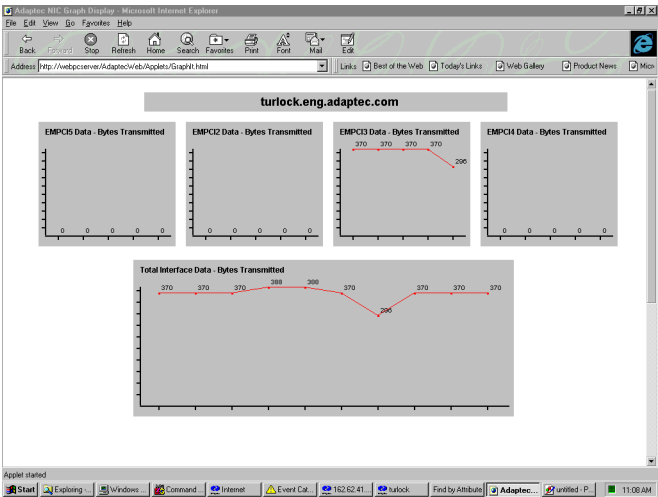 Adaptec NIC Graph Display - Microsoft Internet Explorer
File Edit View Go Favorites Help
Back Forward Stop Refresh Home Search Favorites Print Font Mail Edit
Address http://webpcserver/AdaptecWeb/Applets/GraphIt.html Links Best of the Web Today's Links Web Gallery Product News Micro
turlock.eng.adaptec.com
EMPCI5 Data - Bytes Transmitted
0 0 0 0 0
EMPCI2 Data - Bytes Transmitted
0 0 0 0 0
EMPCI3 Data - Bytes Transmitted
370 370 370 370 296
EMPCI4 Data - Bytes Transmitted
0 0 0 0 0
Total Interface Data - Bytes Transmitted
370 370 370 388 388 370 296 370 370 370
Applet started
Start Exploring -... Windows ... Command ... Internet Event Cat... 162.62.41... turlock Find by Attribute Adaptec... untitled - P... 11:08 AM